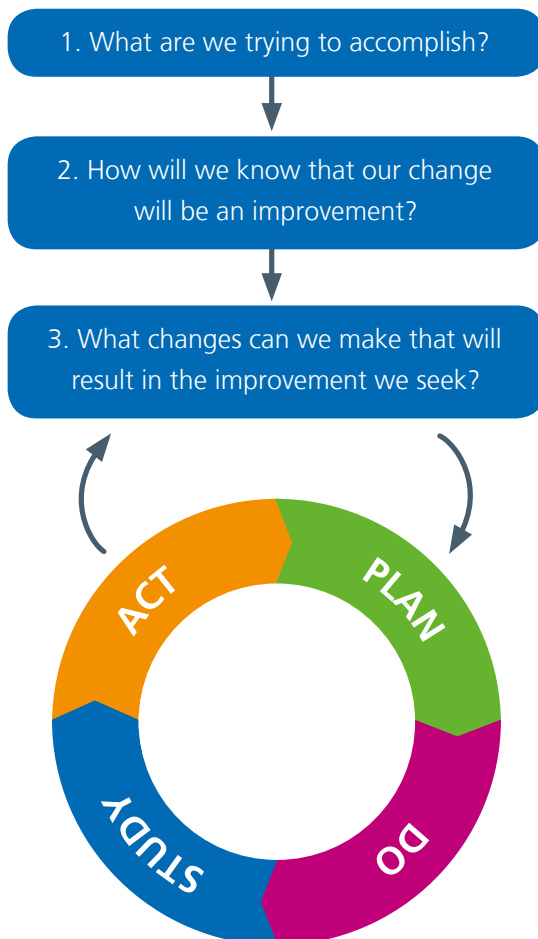 1. What are we trying to accomplish?
2. How will we know that our change
will be an improvement?
3. What changes can we make that will
result in the improvement we seek?
ACT
PLAN
STUDY
DO